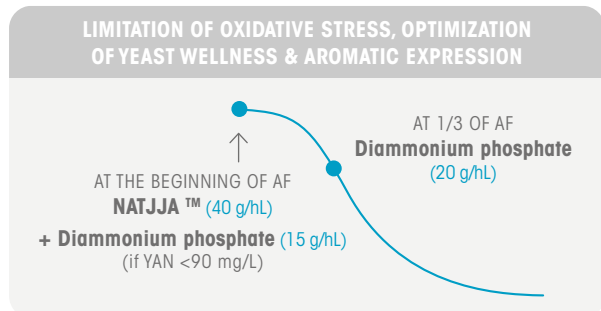 LIMITATION OF OXIDATIVE STRESS, OPTIMIZATION
OF YEAST WELLNESS & AROMATIC EXPRESSION
AT 1/3 OF AF
Diammonium phosphate
(20 g/hL)
AT THE BEGINNING OF AF
NATJJA ™ (40 g/hL)
+ Diammonium phosphate (15 g/hL)
(if YAN <90 mg/L)